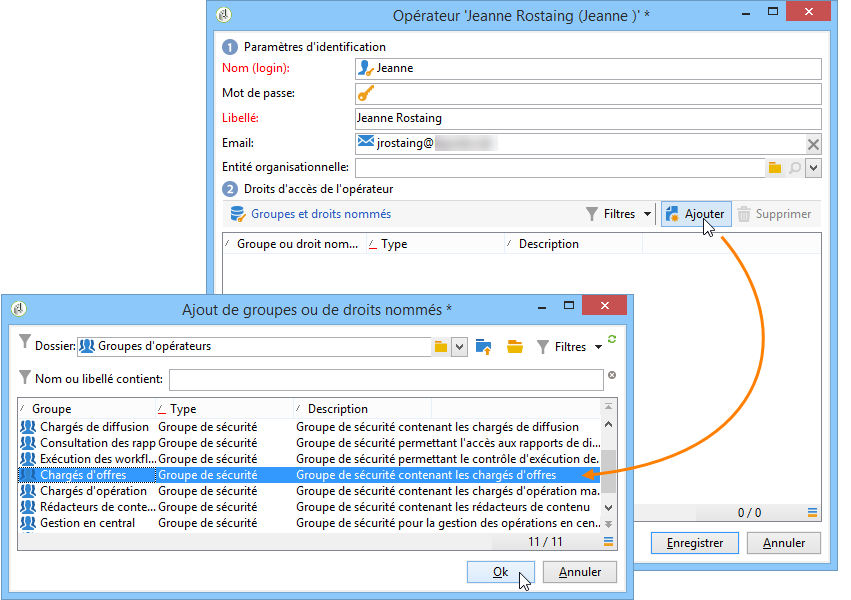 Opérateur 'Jeanne Rostaing (Jeanne )' *
1 Paramètres d'identification
Nom (login): Jeanne
Mot de passe:
Libellé: Jeanne Rostaing
Email: jrostaing@
Entité organisationnelle:
2 Droits d'accès de l'opérateur
Groupes et droits nommés Filtres Ajouter Supprimer
Groupe ou droit nom... Type Description
0 / 0
Enregistrer Annuler
Ajout de groupes ou de droits nommés *
Dossier: Groupes d'opérateurs Filtres
Nom ou libellé contient:
Groupe Type Description
Chargés de diffusion Groupe de sécurité Groupe de sécurité contenant les chargés de diffusion
Consultation des rapp Groupe de sécurité Groupe de sécurité permettant l'accès aux rapports de di...
Exécution des workfl... Groupe de sécurité Groupe de sécurité permettant le contrôle d'exécution de...
Chargés d'offres Groupe de sécurité Groupe de sécurité contenant les chargés d'offres
Chargés d'opération Groupe de sécurité Groupe de sécurité contenant les chargés d'opération ma...
Rédacteurs de conte... Groupe de sécurité Groupe de sécurité contenant les rédacteurs de contenu
Gestion en central Groupe de sécurité Groupe de sécurité pour la gestion des opérations en cen...
11 / 11
Ok Annuler